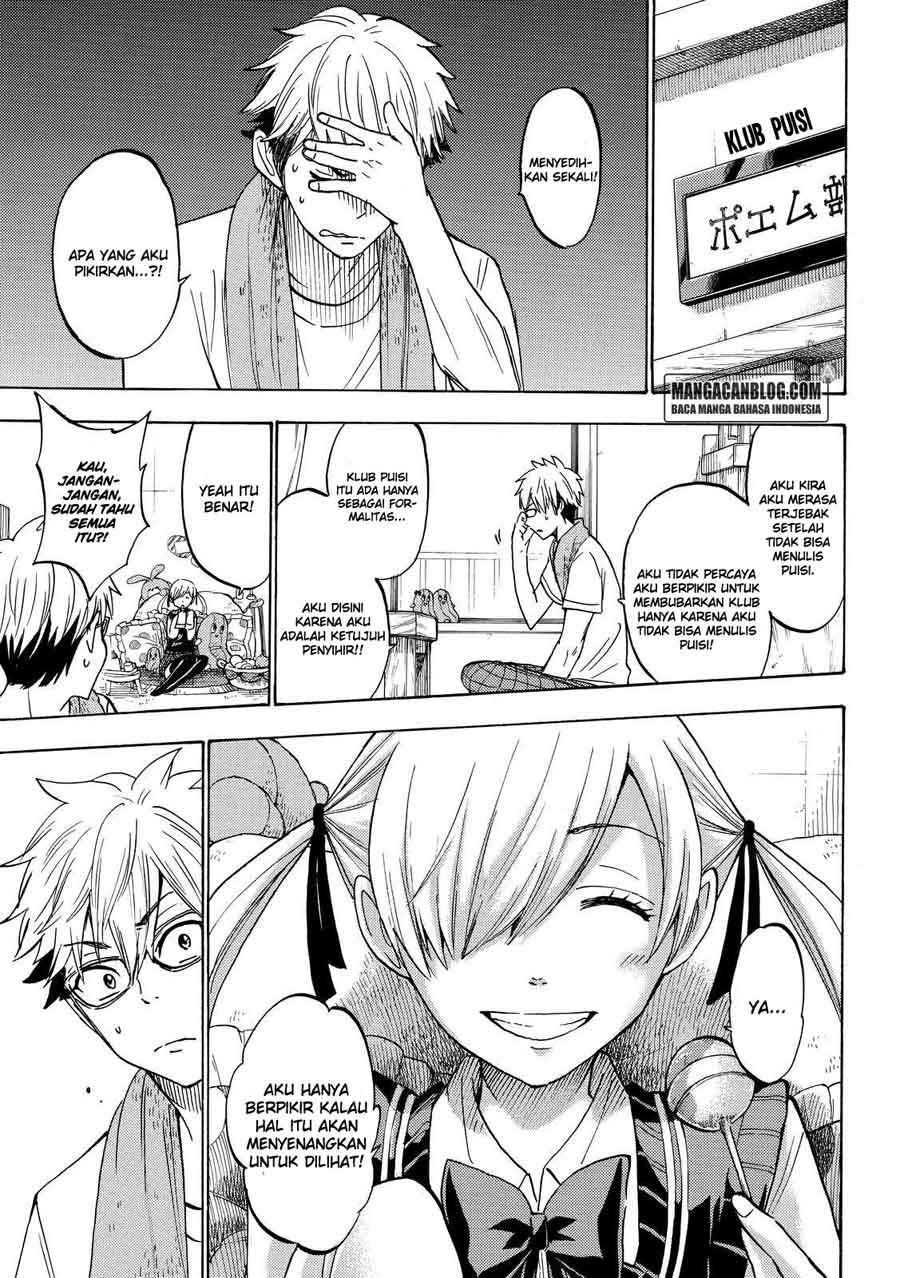 KLUB PUISI
ポエム部
MENYEDIH-
KAN SEKALI!
APA YANG AKU
PIKIRKAN...?!
MANGACANBLOG.COM
BACA MANGA BAHASA INDONESIA
AKU KIRA
AKU MERASA
TERJEBAK
SETELAH
TIDAK BISA
MENULIS
PUISI.
AKU TIDAK PERCAYA
AKU BERPIKIR UNTUK
MEMBUBARKAN KLUB
HANYA KARENA AKU
TIDAK BISA MENULIS
PUISI!
KLUB PUISI
ITU ADA HANYA
SEBAGAI FOR-
MALITAS...
AKU DISINI
KARENA AKU
ADALAH KETUJUH
PENYIHIR!!
YEAH ITU
BENAR!
KAU,
JANGAN-
JANGAN,
SUDAH TAHU
SEMUA
ITU?!
YA...
AKU HANYA
BERPIKIR KALAU
HAL ITU AKAN
MENYENANGKAN
UNTUK DILIHAT!